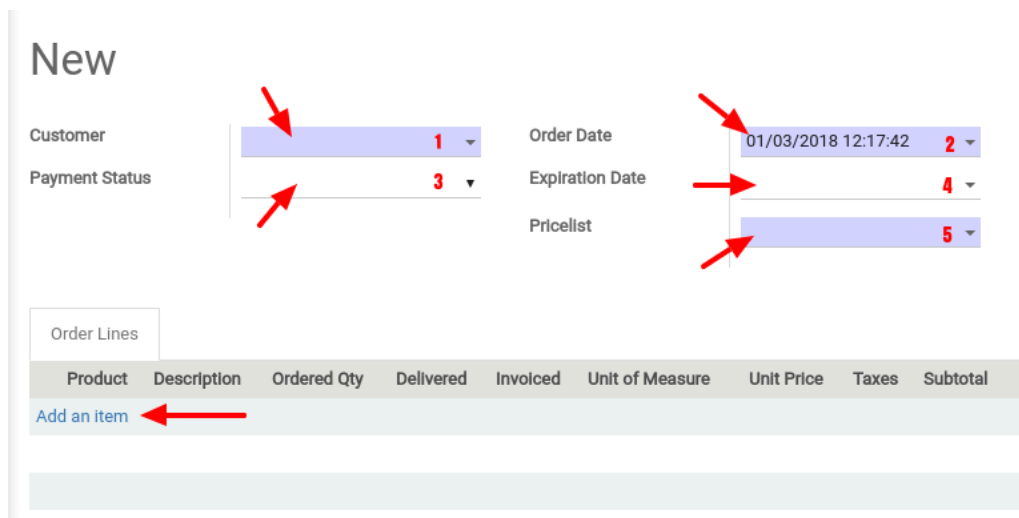 New
Customer 1 Order Date 01/03/2018 12:17:42 2
Payment Status 3 Expiration Date 4
Pricelist 5
Order Lines
Product Description Ordered Qty Delivered Invoiced Unit of Measure Unit Price Taxes Subtotal
Add an item